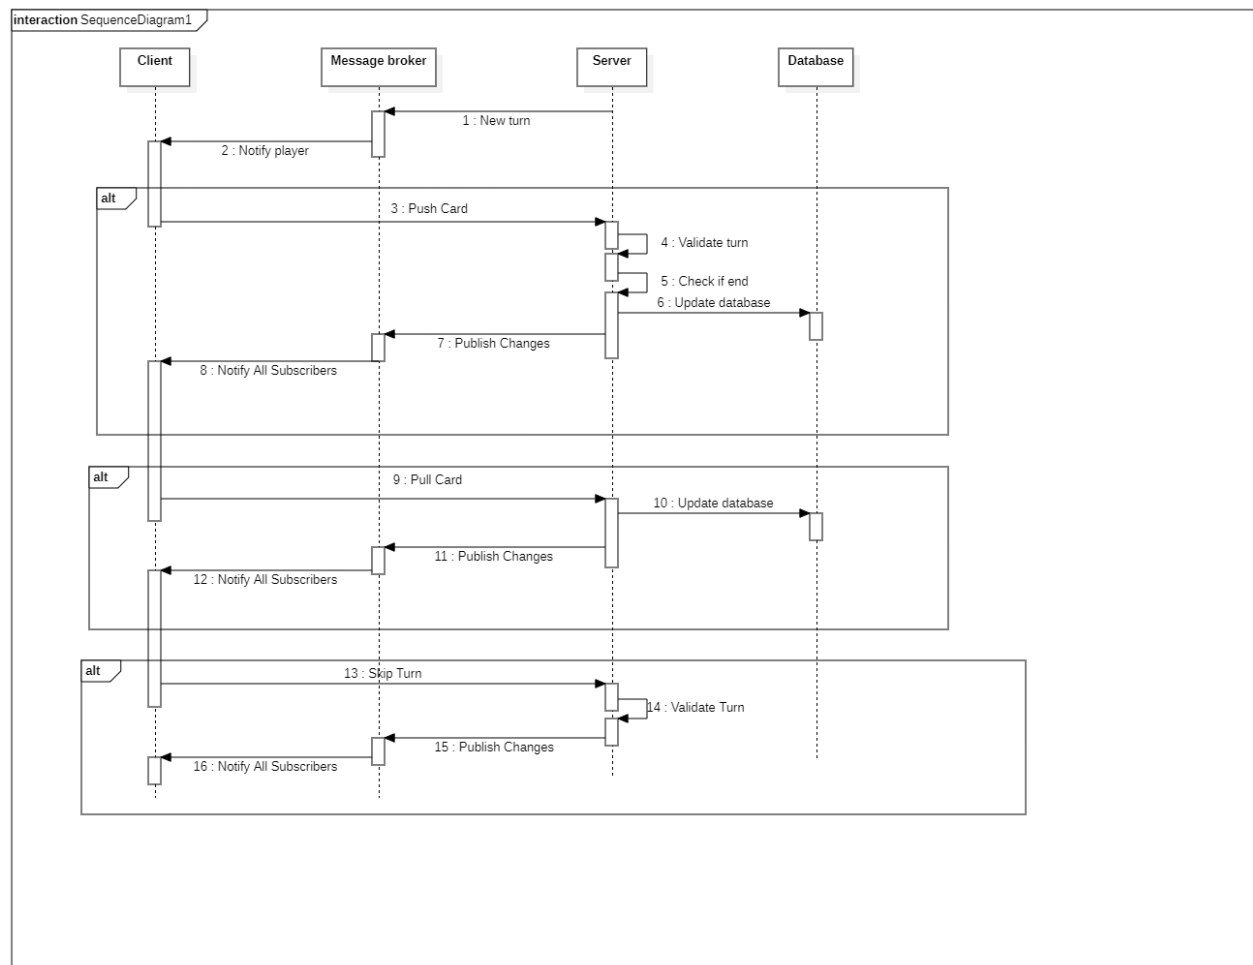 interaction SequenceDiagram1
Client
Message broker
Server
Database
1 : New turn
2 : Notify player
alt
3 : Push Card
4 : Validate turn
5 : Check if end
6 : Update database
7 : Publish Changes
8 : Notify All Subscribers
alt
9 : Pull Card
10 : Update database
11 : Publish Changes
12 : Notify All Subscribers
alt
13 : Skip Turn
14 : Validate Turn
15 : Publish Changes
16 : Notify All Subscribers